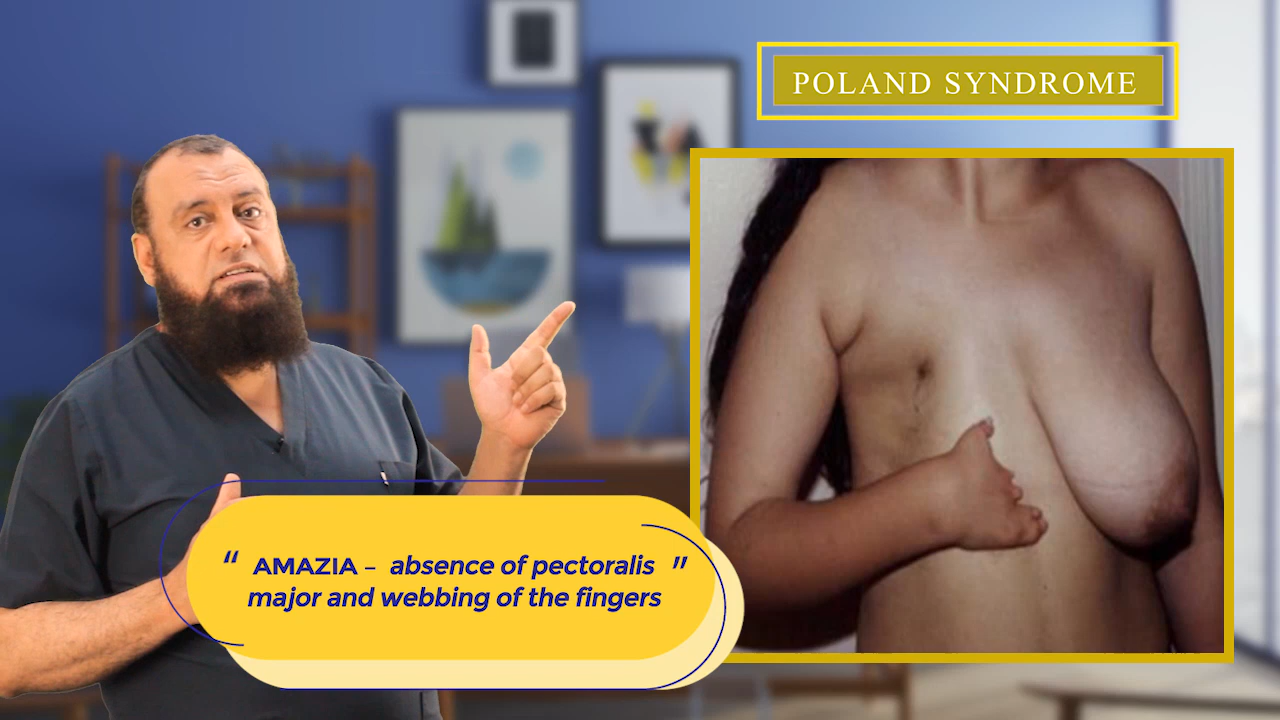 POLAND SYNDROME
“ AMAZIA – absence of pectoralis ”
major and webbing of the fingers